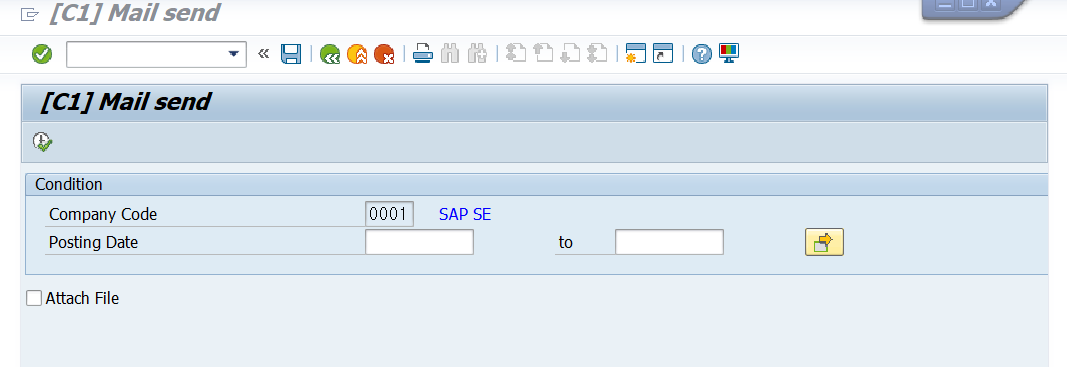 [C1] Mail send
[C1] Mail send
Condition
Company Code 0001 SAP SE
Posting Date to
Attach File